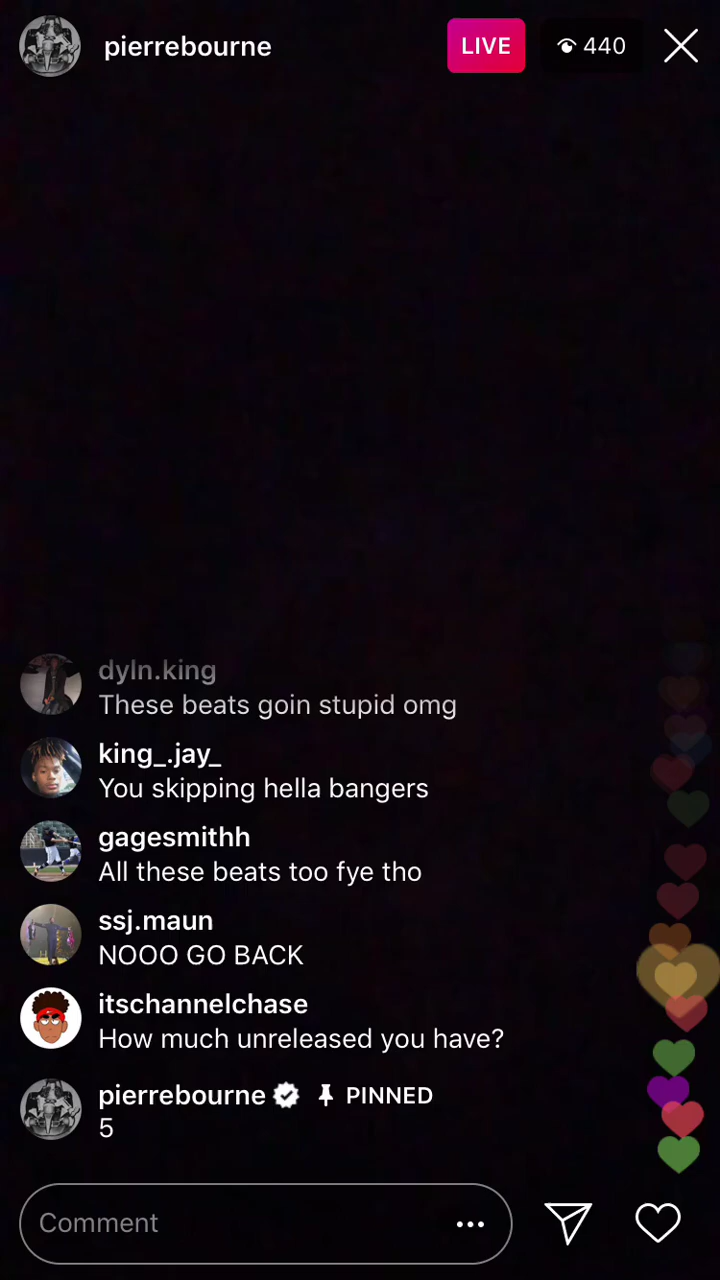 pierrebourne
LIVE
440
dyln.king
These beats goin stupid omg
king_.jay_
You skipping hella bangers
gagesmithh
All these beats too fye tho
ssj.maun
NOOO GO BACK
itschannelchase
How much unreleased you have?
pierrebourne PINNED
5
Comment